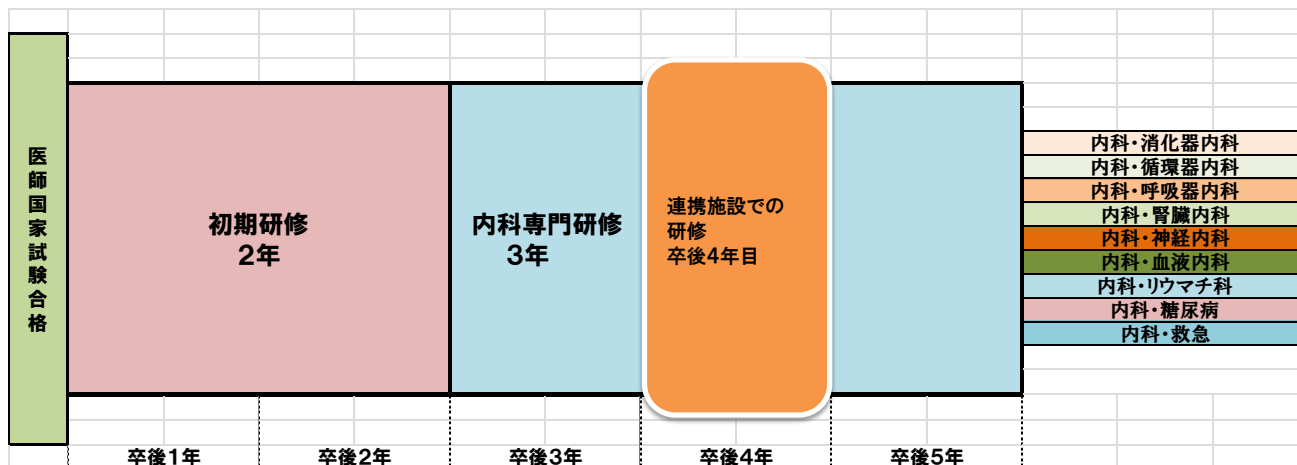 医師国家試験合格
初期研修
2年
内科専門研修
3年
連携施設での
研修
卒後4年目
内科・消化器内科
内科・循環器内科
内科・呼吸器内科
内科・腎臓内科
内科・神経内科
内科・血液内科
内科・リウマチ科
内科・糖尿病
内科・救急
卒後1年
卒後2年
卒後3年
卒後4年
卒後5年